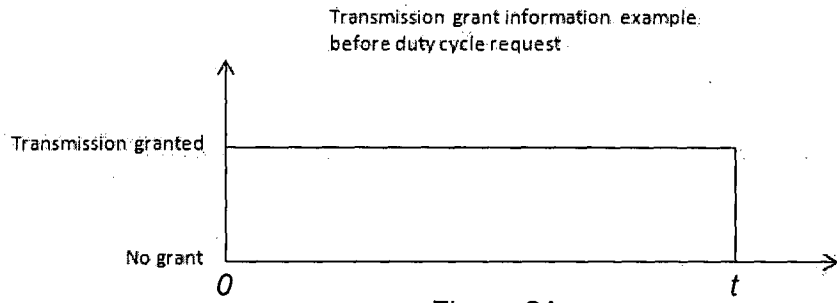 Transmission grant information example
before duty cycle request
Transmission granted
No grant
0
t